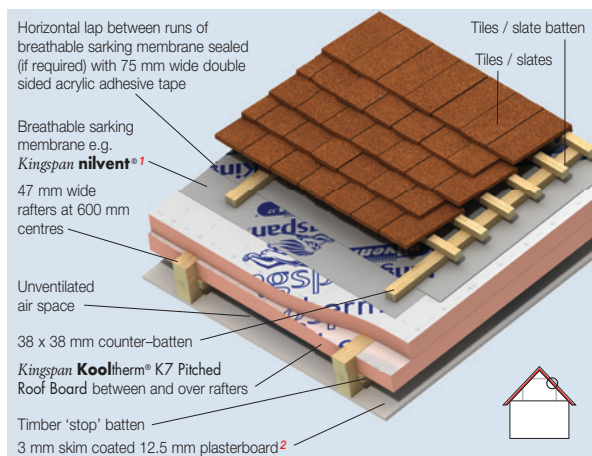 Horizontal lap between runs of
breathable sarking membrane sealed
(if required) with 75 mm wide double
sided acrylic adhesive tape
Breathable sarking
membrane e.g.
Kingspan nilvent® 1
47 mm wide
rafters at 600 mm
centres
Unventilated
air space
38 x 38 mm counter–batten
Kingspan Kooltherm® K7 Pitched
Roof Board between and over rafters
Timber ‘stop’ batten
3 mm skim coated 12.5 mm plasterboard 2
Tiles / slate batten
Tiles / slates